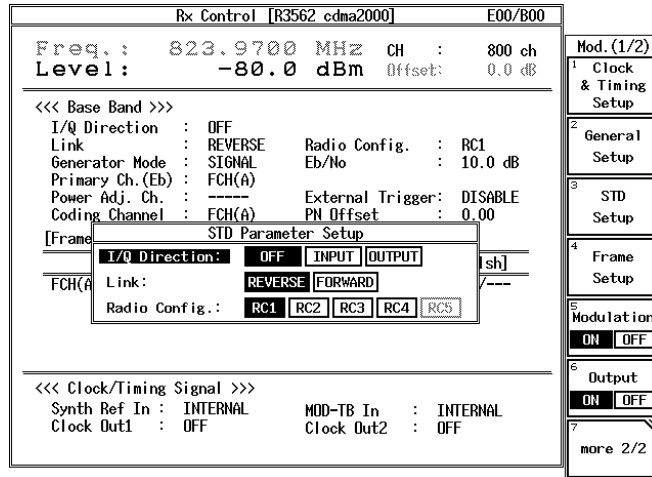 Rx Control [R3562 cdma2000] E00/B00
Freq.: 823.9700 MHz CH : 800 ch
Level: -80.0 dBm Offset: 0.0 dB
<<< Base Band >>>
I/Q Direction : OFF
Link : REVERSE Radio Config. : RC1
Generator Mode : SIGNAL Eb/No : 10.0 dB
Primary Ch.(Eb) : FCH(A)
Power Adj. Ch. : ----- External Trigger: DISABLE
Coding Channel : FCH(A) PN Offset : 0.00
[Frame
STD Parameter Setup
I/Q Direction: OFF INPUT OUTPUT
sh]
FCH(A
Link: REVERSE FORWARD
/---
Radio Config.: RC1 RC2 RC3 RC4 RC5
<<< Clock/Timing Signal >>>
Synth Ref In : INTERNAL MOD-TB In : INTERNAL
Clock Out1 : OFF Clock Out2 : OFF
Mod.(1/2)
1 Clock
& Timing
Setup
2 General
Setup
3 STD
Setup
4 Frame
Setup
5 Modulation
ON OFF
6 Output
ON OFF
7 more 2/2